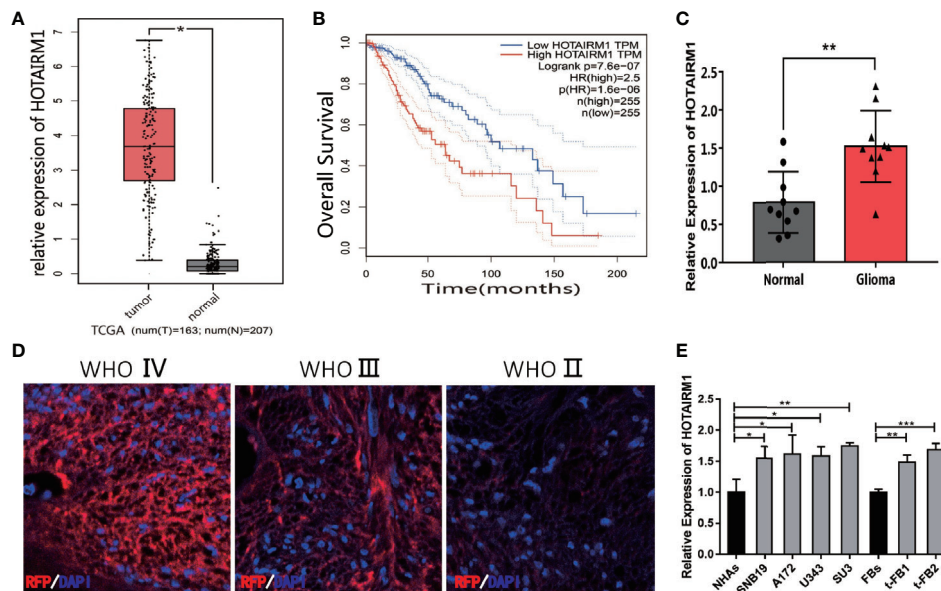 A
relative expression of HOTAIRM1
7
6
5
4
3
2
1
0
*
tumor
normal
TCGA (num(T)=163; num(N)=207)
B
Overall Survival
1.0
0.8
0.6
0.4
0.2
0.0
Low HOTAIRM1 TPM
High HOTAIRM1 TPM
Logrank p=7.6e-07
HR(high)=2.5
p(HR)=1.6e-06
n(high)=255
n(low)=255
0 50 100 150 200
Time(months)
C
Relative Expression of HOTAIRM1
2.5
2.0
1.5
1.0
0.5
0.0
**
Normal Glioma
D
WHO IV
WHO III
WHO II
RFP/DAPI
RFP/DAPI
RFP/DAPI
E
Relative Expression of HOTAIRM1
2.5
2.0
1.5
1.0
0.5
0.0
**
*
*
*
***
**
NHAs SNB19 A172 U343 SU3 FBs t-FB1 t-FB2